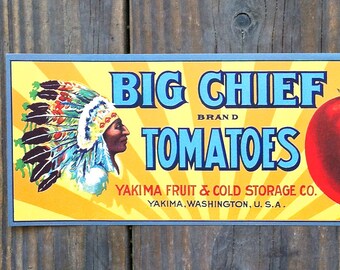 BIG CHIEF
BRAND
TOMATOES
YAKIMA FRUIT & COLD STORAGE CO.
YAKIMA, WASHINGTON, U.S.A.